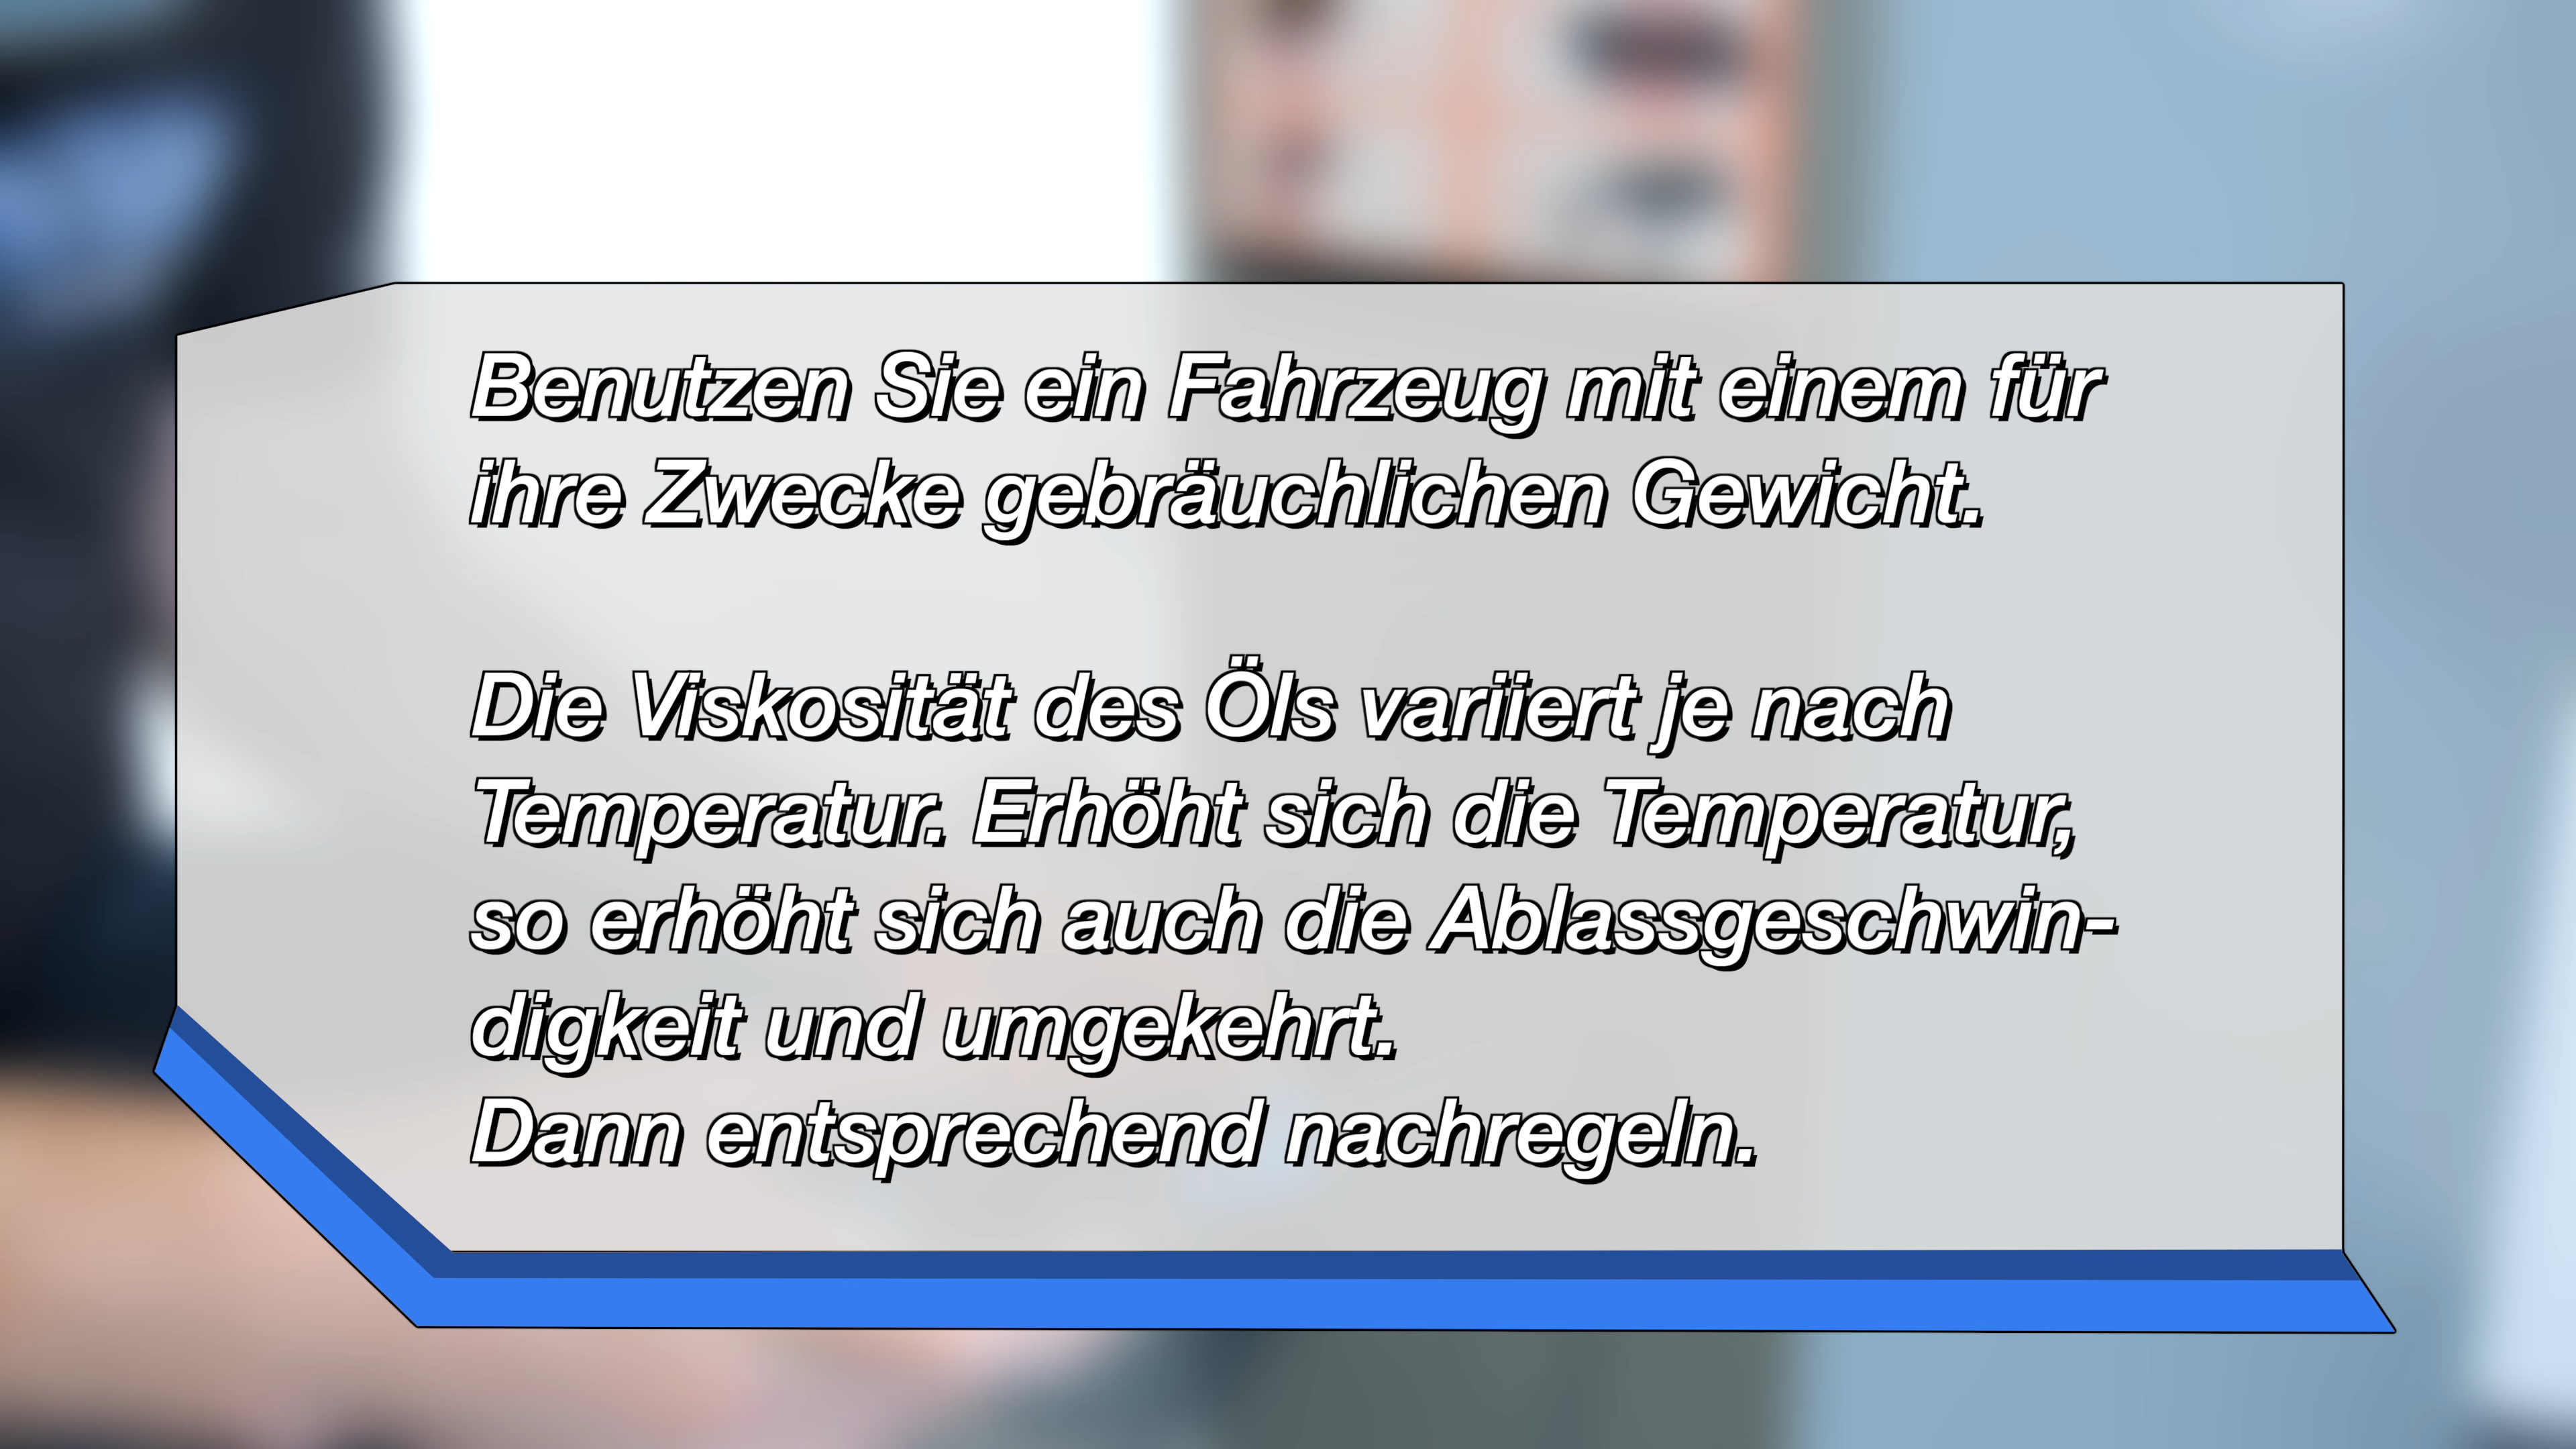 Benutzen Sie ein Fahrzeug mit einem für
ihre Zwecke gebräuchlichen Gewicht.
Die Viskosität des Öls variiert je nach
Temperatur. Erhöht sich die Temperatur,
so erhöht sich auch die Ablassgeschwin-
digkeit und umgekehrt.
Dann entsprechend nachregeln.